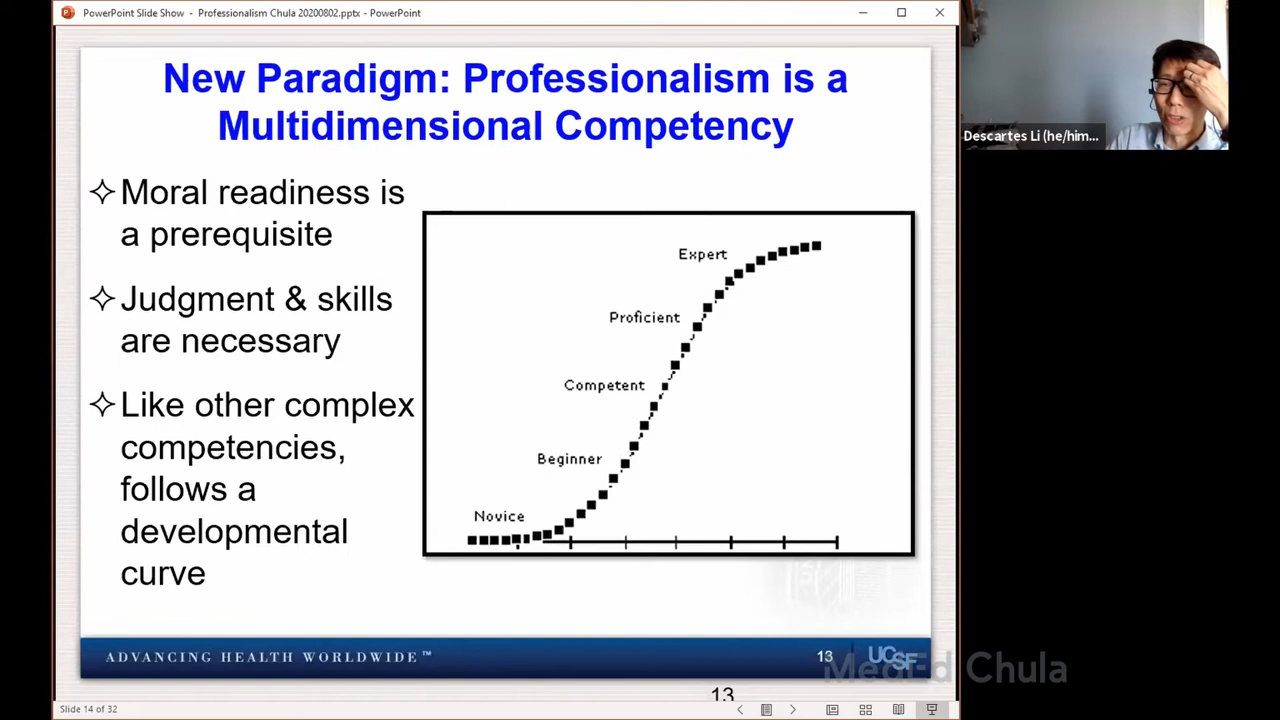 PowerPoint Slide Show - Professionalism Chula 20200802.pptx - PowerPoint
New Paradigm: Professionalism is a
Multidimensional Competency
Moral readiness is
a prerequisite
Judgment & skills
are necessary
Like other complex
competencies,
follows a
developmental
curve
Expert
Proficient
Competent
Beginner
Novice
ADVANCING HEALTH WORLDWIDE™
13
UCSF
MedEd Chula
13
Slide 14 of 32
Descartes Li (he/him...